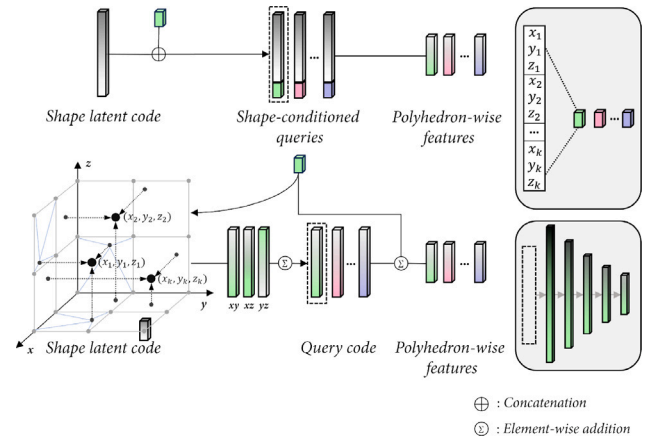 Shape latent code
Shape-conditioned
queries
Polyhedron-wise
features
x₁
y₁
z₁
x₂
y₂
z₂
...
xₖ
yₖ
zₖ
z
(x₂, y₂, z₂)
(x₁, y₁, z₁)
(xₖ, yₖ, zₖ)
y
x
xy xz yz
Σ
Σ
Shape latent code
Query code
Polyhedron-wise
features
⊕ : Concatenation
Σ : Element-wise addition